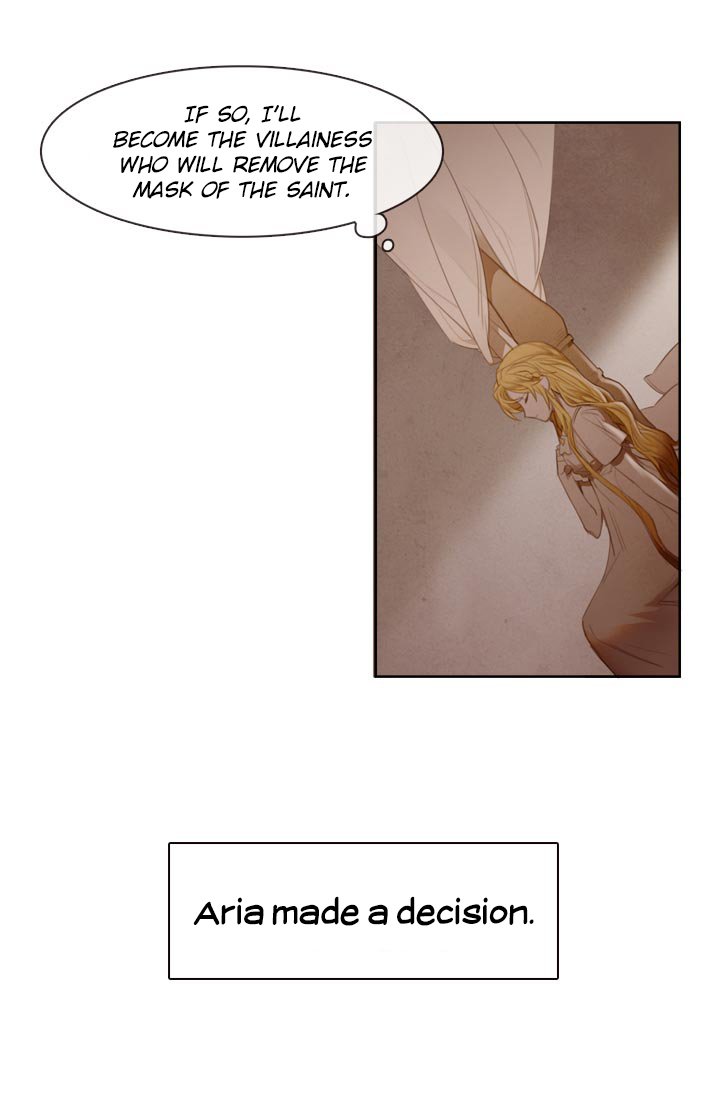 IF SO, I'LL
BECOME THE VILLAINESS
WHO WILL REMOVE THE
MASK OF THE SAINT.
Aria made a decision.